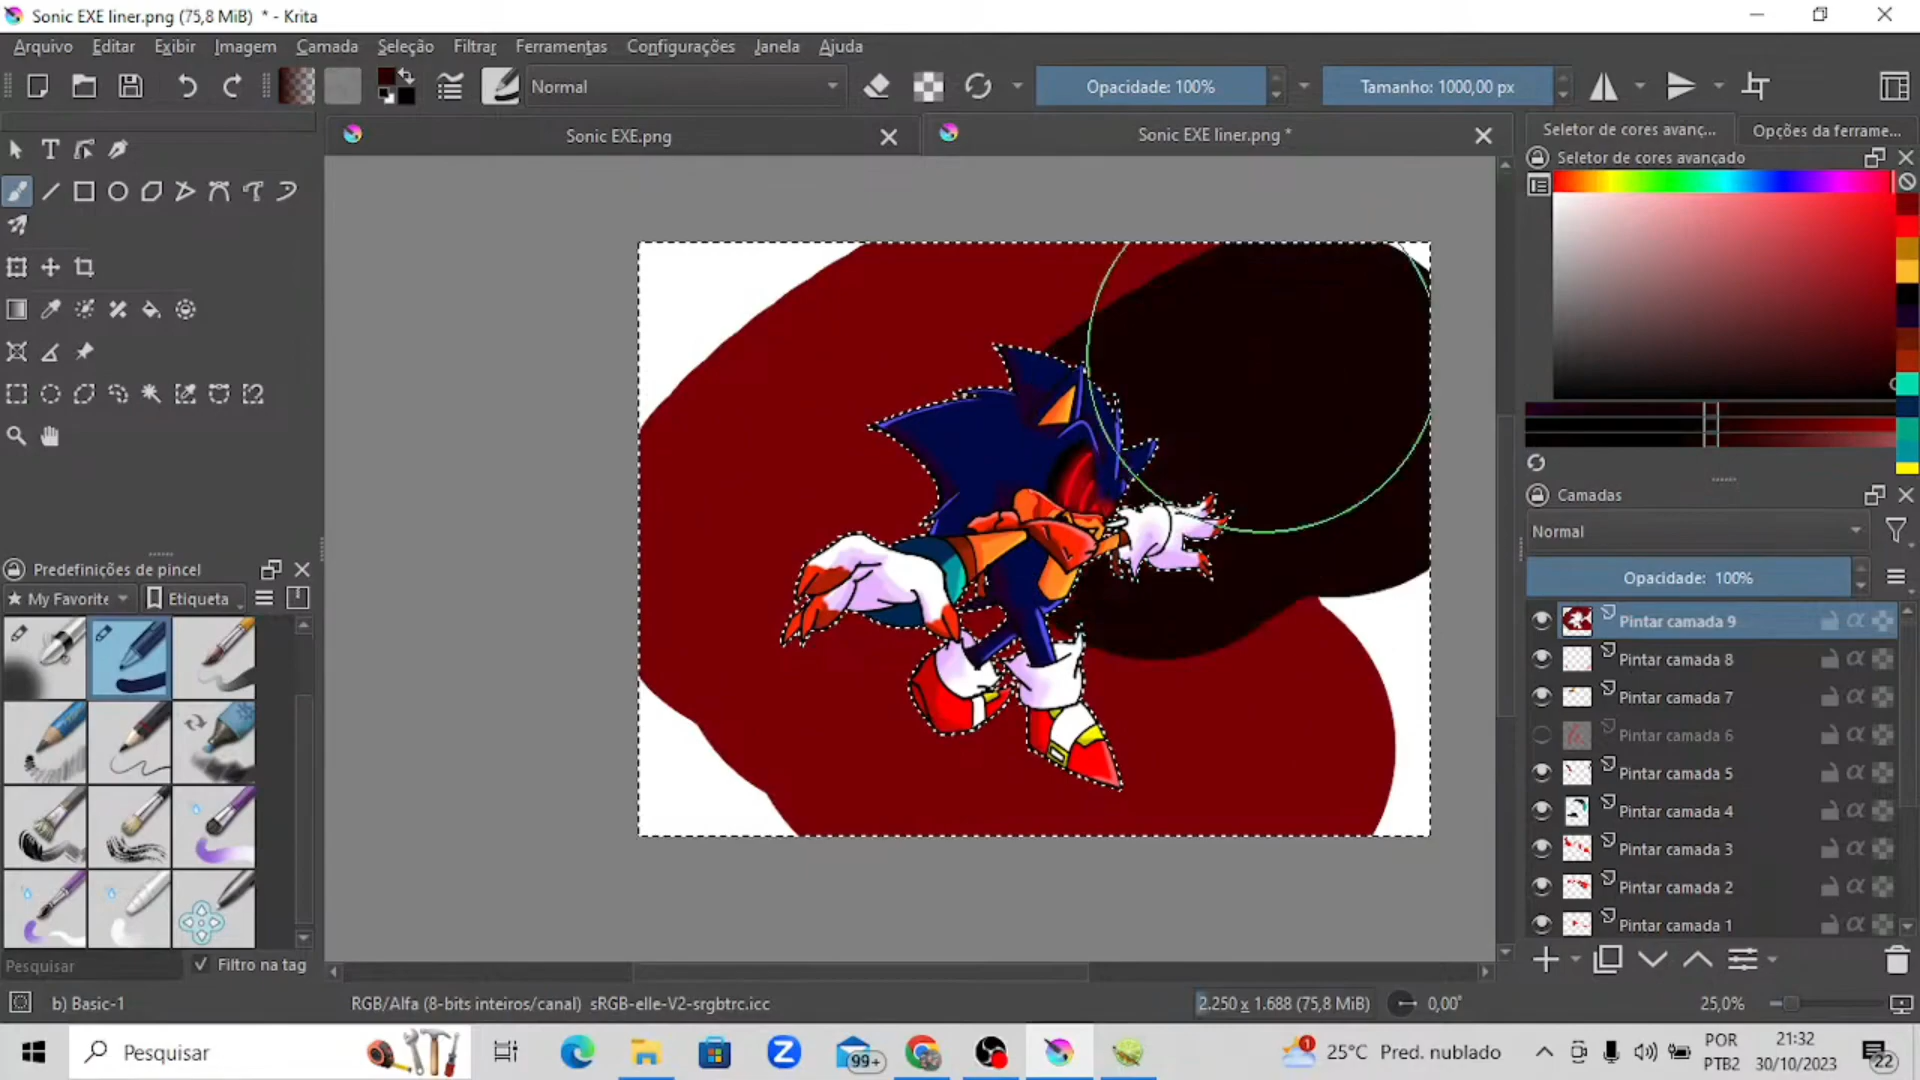 Sonic EXE liner.png (75,8 MiB) * - Krita
Arquivo Editar Exibir Imagem Camada Seleção Filtrar Ferramentas Configurações Janela Ajuda
Normal Opacidade: 100% Tamanho: 1000,00 px
Sonic EXE.png Sonic EXE liner.png * Seletor de cores avanç... Opções da ferrame...
Seletor de cores avançado
Camadas
Normal
Opacidade: 100%
Pintar camada 9
Pintar camada 8
Pintar camada 7
Pintar camada 6
Pintar camada 5
Pintar camada 4
Pintar camada 3
Pintar camada 2
Pintar camada 1
Predefinições de pincel
My Favorite Etiqueta
Pesquisar Filtro na tag
b) Basic-1 RGB/Alfa (8-bits inteiros/canal) sRGB-elle-V2-srgbtrc.icc 2.250 x 1.688 (75,8 MiB) 0,00° 25,0%
Pesquisar 99+ 1 25°C Pred. nublado POR 21:32
PTB2 30/10/2023 22